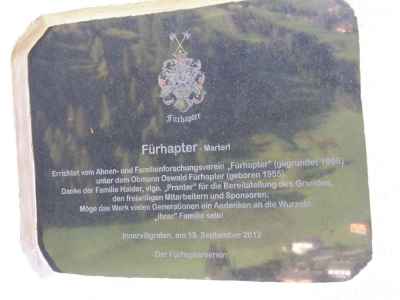 Fürhapter
Fürhapter - Marterl
Errichtet vom Ahnen- und Familienforschungsverein „Fürhapter" (gegründet 1990)
unter dem Obmann Oswald Fürhapter (geboren 1955).
Danke der Familie Haider, vlgo. „Pranter" für die Bereitstellung des Grundes,
den freiwilligen Mitarbeitern und Sponsoren.
Möge das Werk vielen Generationen ein Andenken an die Wurzeln
„ihrer" Familie sein!
Innervillgraten, am 15. September 2012
Der Fürhapterverein